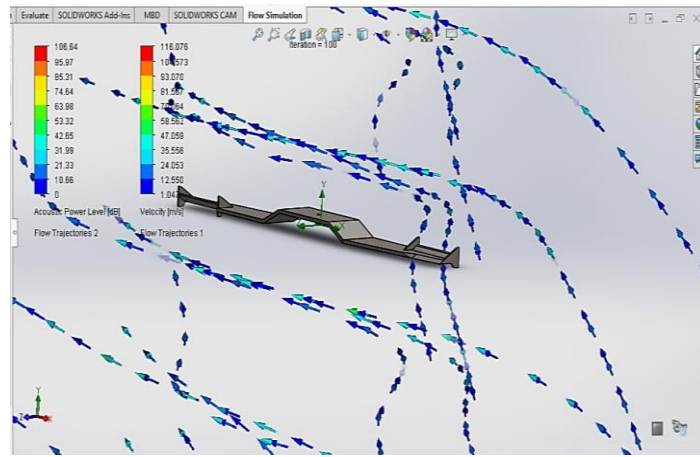 Evaluate SOLIDWORKS Add-Ins MBD SOLIDWORKS CAM Flow Simulation
Iteration = 100
106.64
95.97
85.31
74.64
63.98
53.32
42.65
31.99
21.33
10.66
0
Acoustic Power Level [dB]
Flow Trajectories 2
116.076
93.070
58.562
47.059
35.556
24.053
12.550
Velocity [m/s]
Flow Trajectories 1
Y
X
Y
Z
X